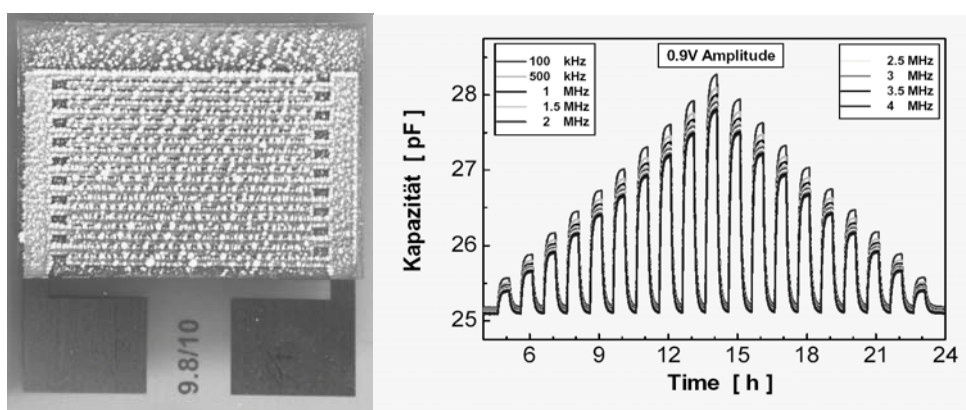 9.8/10
Kapazität [ pF]
28
27
26
25
100 kHz
500 kHz
1 MHz
1.5 MHz
2 MHz
0.9V Amplitude
2.5 MHz
3 MHz
3.5 MHz
4 MHz
6 9 12 15 18 21 24
Time [ h ]